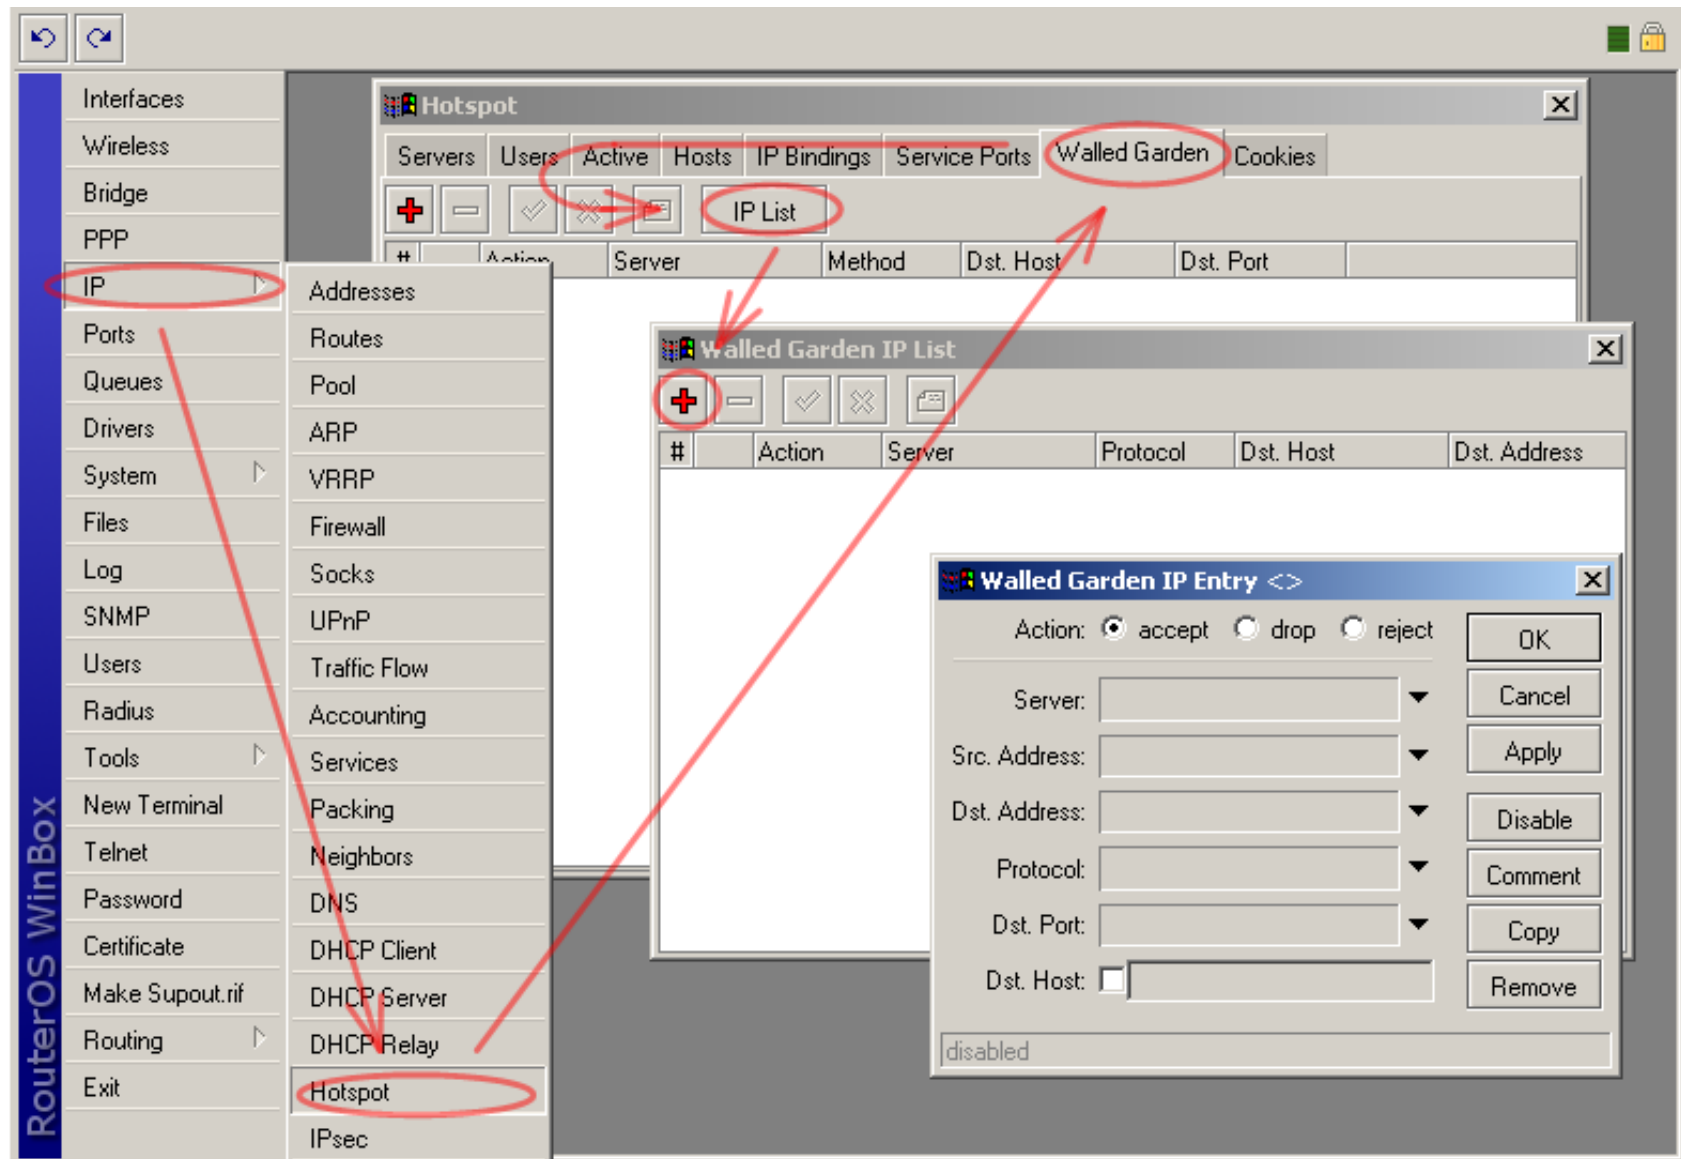 Interfaces
Wireless
Bridge
PPP
IP
Ports
Queues
Drivers
System
Files
Log
SNMP
Users
Radius
Tools
New Terminal
Telnet
Password
Certificate
Make Supout.rif
Routing
Exit
RouterOS WinBox
Addresses
Routes
Pool
ARP
VRRP
Firewall
Socks
UPnP
Traffic Flow
Accounting
Services
Packing
Neighbors
DNS
DHCP Client
DHCP Server
DHCP Relay
Hotspot
IPsec
Hotspot
Servers Users Active Hosts IP Bindings Service Ports Walled Garden Cookies
IP List
# Action Server Method Dst. Host Dst. Port
Walled Garden IP List
# Action Server Protocol Dst. Host Dst. Address
Walled Garden IP Entry <>
Action: accept drop reject
Server:
Src. Address:
Dst. Address:
Protocol:
Dst. Port:
Dst. Host:
OK
Cancel
Apply
Disable
Comment
Copy
Remove
disabled